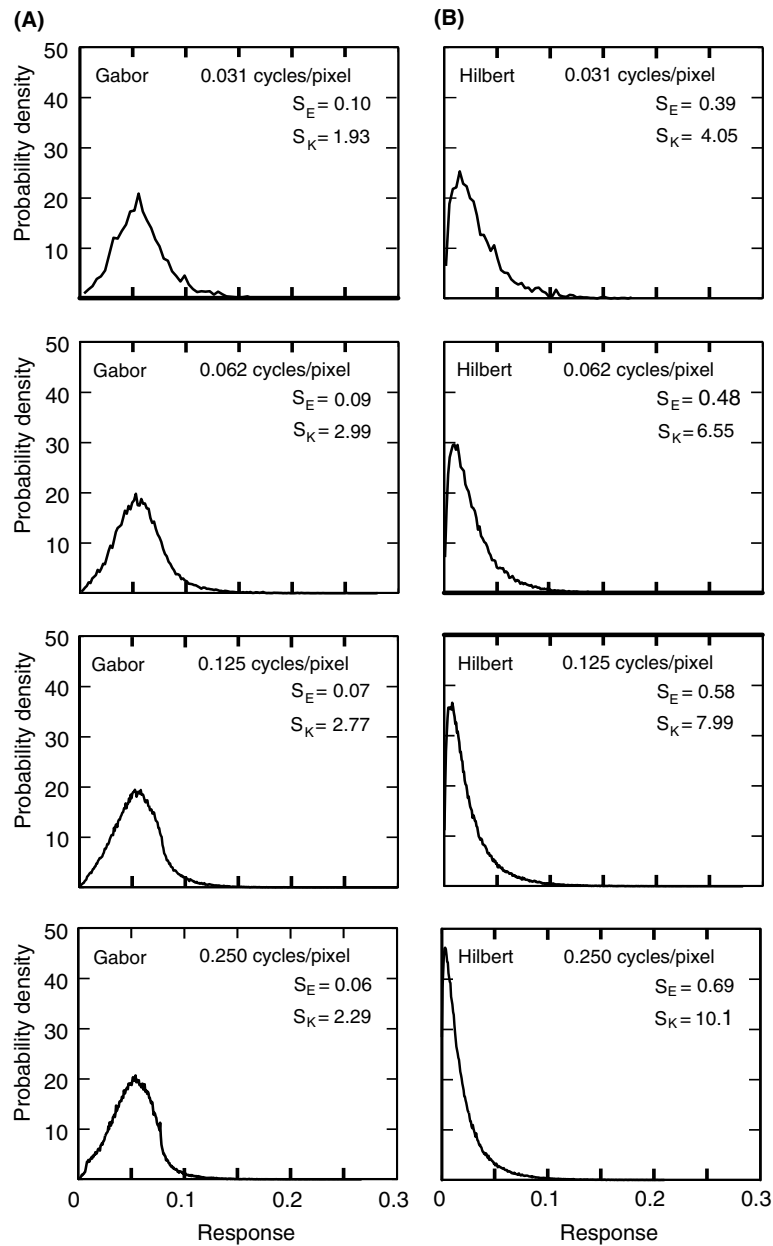 (A)
50
40
30
20
10
Probability density
Gabor 0.031 cycles/pixel
S_E = 0.10
S_K = 1.93
(B)
Hilbert 0.031 cycles/pixel
S_E = 0.39
S_K = 4.05
50
40
30
20
10
Probability density
Gabor 0.062 cycles/pixel
S_E = 0.09
S_K = 2.99
Hilbert 0.062 cycles/pixel
S_E = 0.48
S_K = 6.55
50
40
30
20
10
Probability density
Gabor 0.125 cycles/pixel
S_E = 0.07
S_K = 2.77
Hilbert 0.125 cycles/pixel
S_E = 0.58
S_K = 7.99
50
40
30
20
10
Probability density
Gabor 0.250 cycles/pixel
S_E = 0.06
S_K = 2.29
0 0.1 0.2 0.3
Response
Hilbert 0.250 cycles/pixel
S_E = 0.69
S_K = 10.1
0 0.1 0.2 0.3
Response